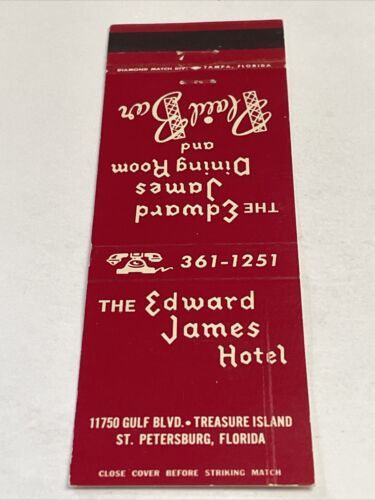 DIAMOND MATCH DIV. TAMPA, FLORIDA
THE Edward
James
Dining Room
and
Plaid Bar
361-1251
THE Edward
James
Hotel
11750 GULF BLVD. • TREASURE ISLAND
ST. PETERSBURG, FLORIDA
CLOSE COVER BEFORE STRIKING MATCH